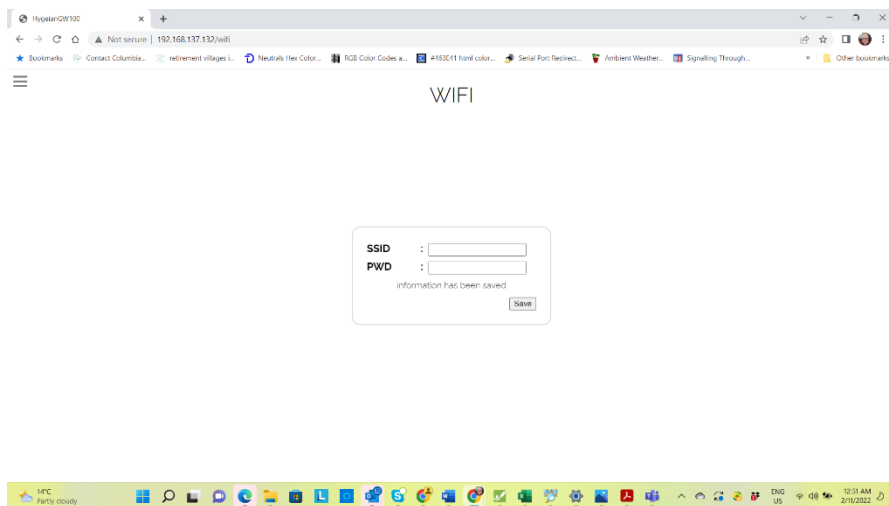 HygeianGW100
Not secure | 192.168.137.132/wifi
Bookmarks Contact Columbia... retirement villages i... Neutrals Hex Color... RGB Color Codes a... #463E41 html color... Serial Port Redirect... Ambient Weather... Signalling Through... » Other bookmarks
WIFI
SSID :
PWD :
information has been saved
Save
14°C
Partly cloudy
ENG
US
12:51 AM
2/11/2022